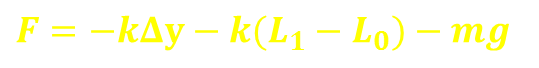 F = −kΔy − k(L₁ − L₀) − mg